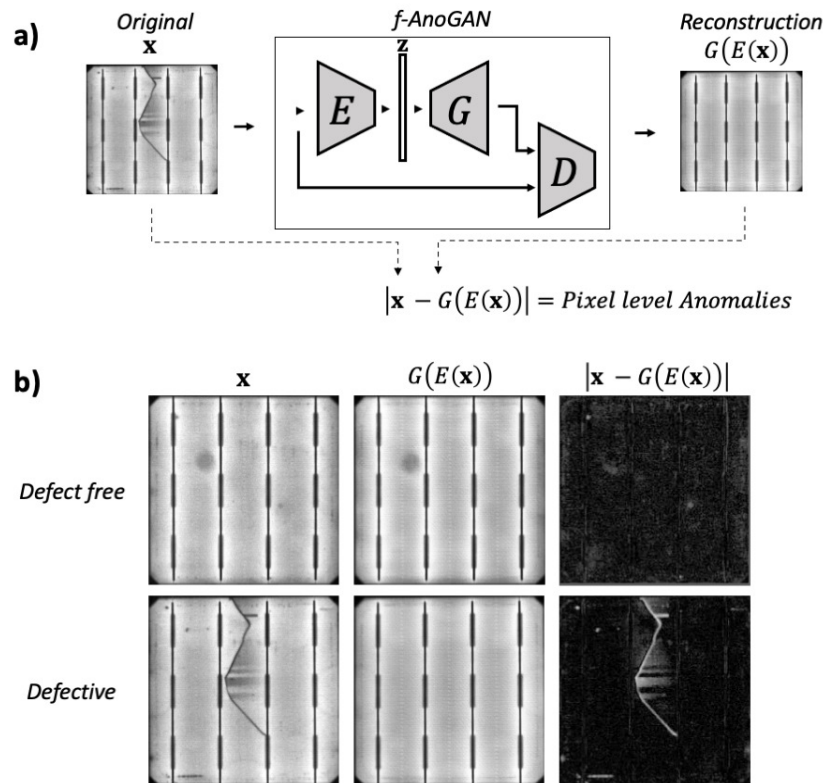 a)
Original
x
f-AnoGAN
Reconstruction
G(E(x))
z
E
G
D
|x − G(E(x))| = Pixel level Anomalies
b)
x
G(E(x))
|x − G(E(x))|
Defect free
Defective